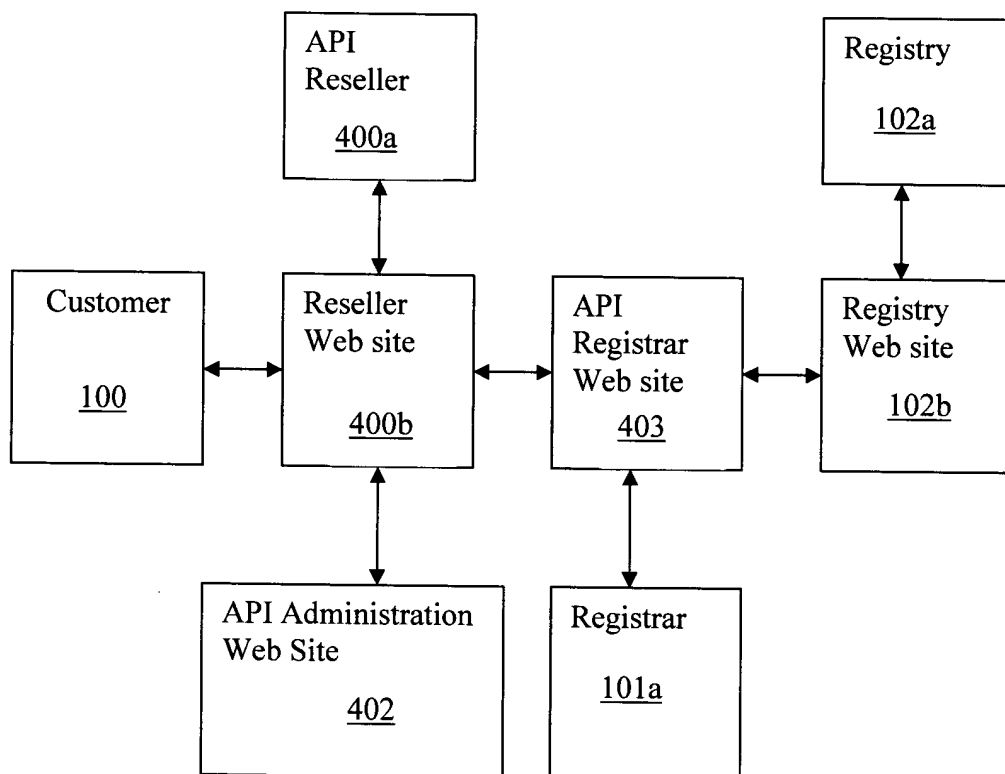 API
Reseller
400a
Registry
102a
Customer
100
Reseller
Web site
400b
API
Registrar
Web site
403
Registry
Web site
102b
API Administration
Web Site
402
Registrar
101a